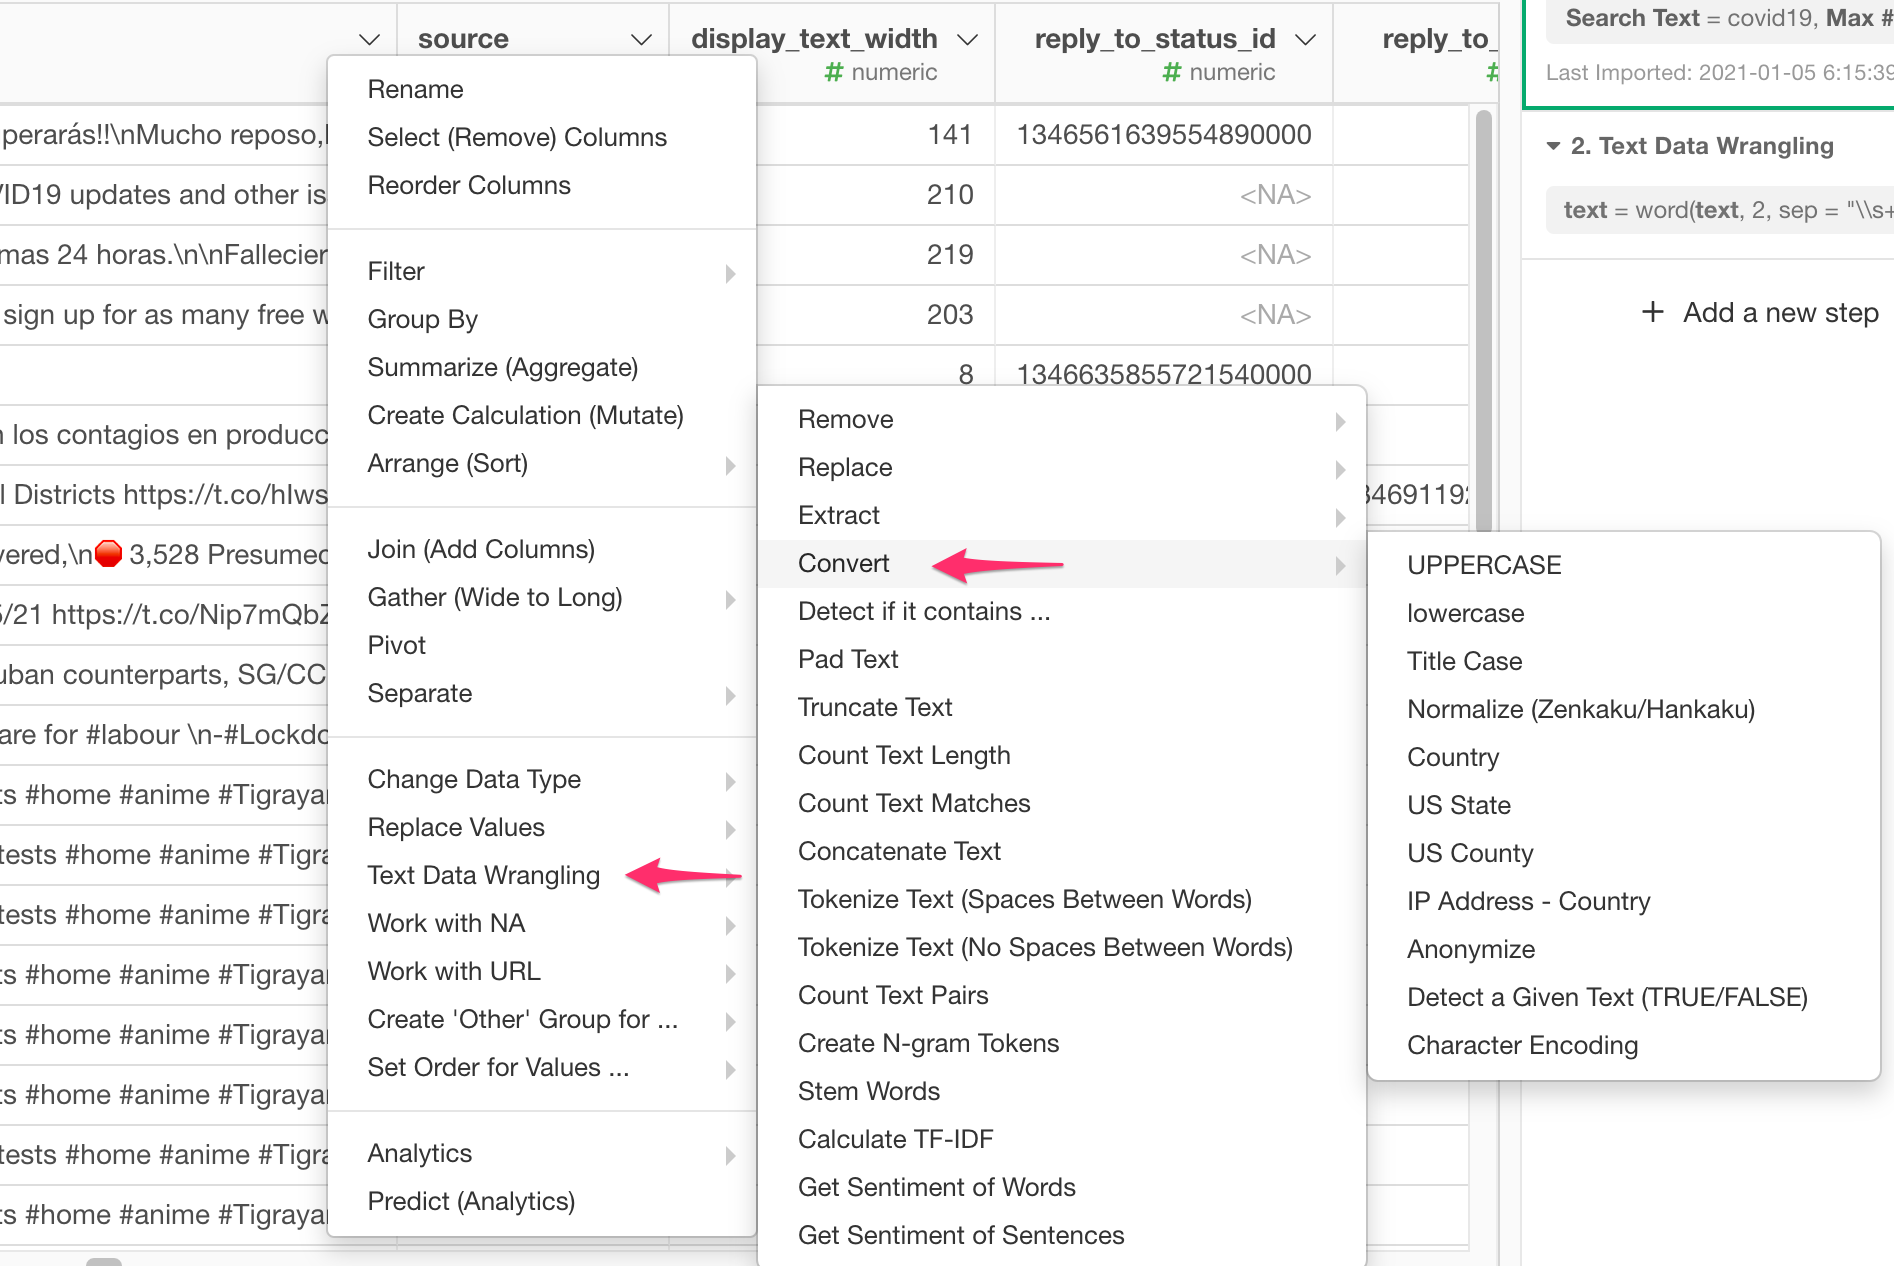 source
display_text_width
# numeric
reply_to_status_id
# numeric
reply_to_
#
perarás!!\nMucho reposo,
141
1346561639554890000
ID19 updates and other is
210
<NA>
mas 24 horas.\n\nFallecier
219
<NA>
sign up for as many free w
203
<NA>
8
1346635855721540000
los contagios en producc
l Districts https://t.co/hIws
3469119
vered,\n🛑 3,528 Presumed
/21 https://t.co/Nip7mQbZ
uban counterparts, SG/CC
are for #labour \n-#Lockdo
ts #home #anime #Tigrayan
tests #home #anime #Tigra
tests #home #anime #Tigra
ts #home #anime #Tigrayan
ts #home #anime #Tigrayan
ts #home #anime #Tigrayan
tests #home #anime #Tigra
ts #home #anime #Tigrayan
Rename
Select (Remove) Columns
Reorder Columns
Filter
Group By
Summarize (Aggregate)
Create Calculation (Mutate)
Arrange (Sort)
Join (Add Columns)
Gather (Wide to Long)
Pivot
Separate
Change Data Type
Replace Values
Text Data Wrangling
Work with NA
Work with URL
Create 'Other' Group for ...
Set Order for Values ...
Analytics
Predict (Analytics)
Remove
Replace
Extract
Convert
Detect if it contains ...
Pad Text
Truncate Text
Count Text Length
Count Text Matches
Concatenate Text
Tokenize Text (Spaces Between Words)
Tokenize Text (No Spaces Between Words)
Count Text Pairs
Create N-gram Tokens
Stem Words
Calculate TF-IDF
Get Sentiment of Words
Get Sentiment of Sentences
UPPERCASE
lowercase
Title Case
Normalize (Zenkaku/Hankaku)
Country
US State
US County
IP Address - Country
Anonymize
Detect a Given Text (TRUE/FALSE)
Character Encoding
Search Text = covid19, Max #
Last Imported: 2021-01-05 6:15:39
2. Text Data Wrangling
text = word(text, 2, sep = "\\s+
+ Add a new step